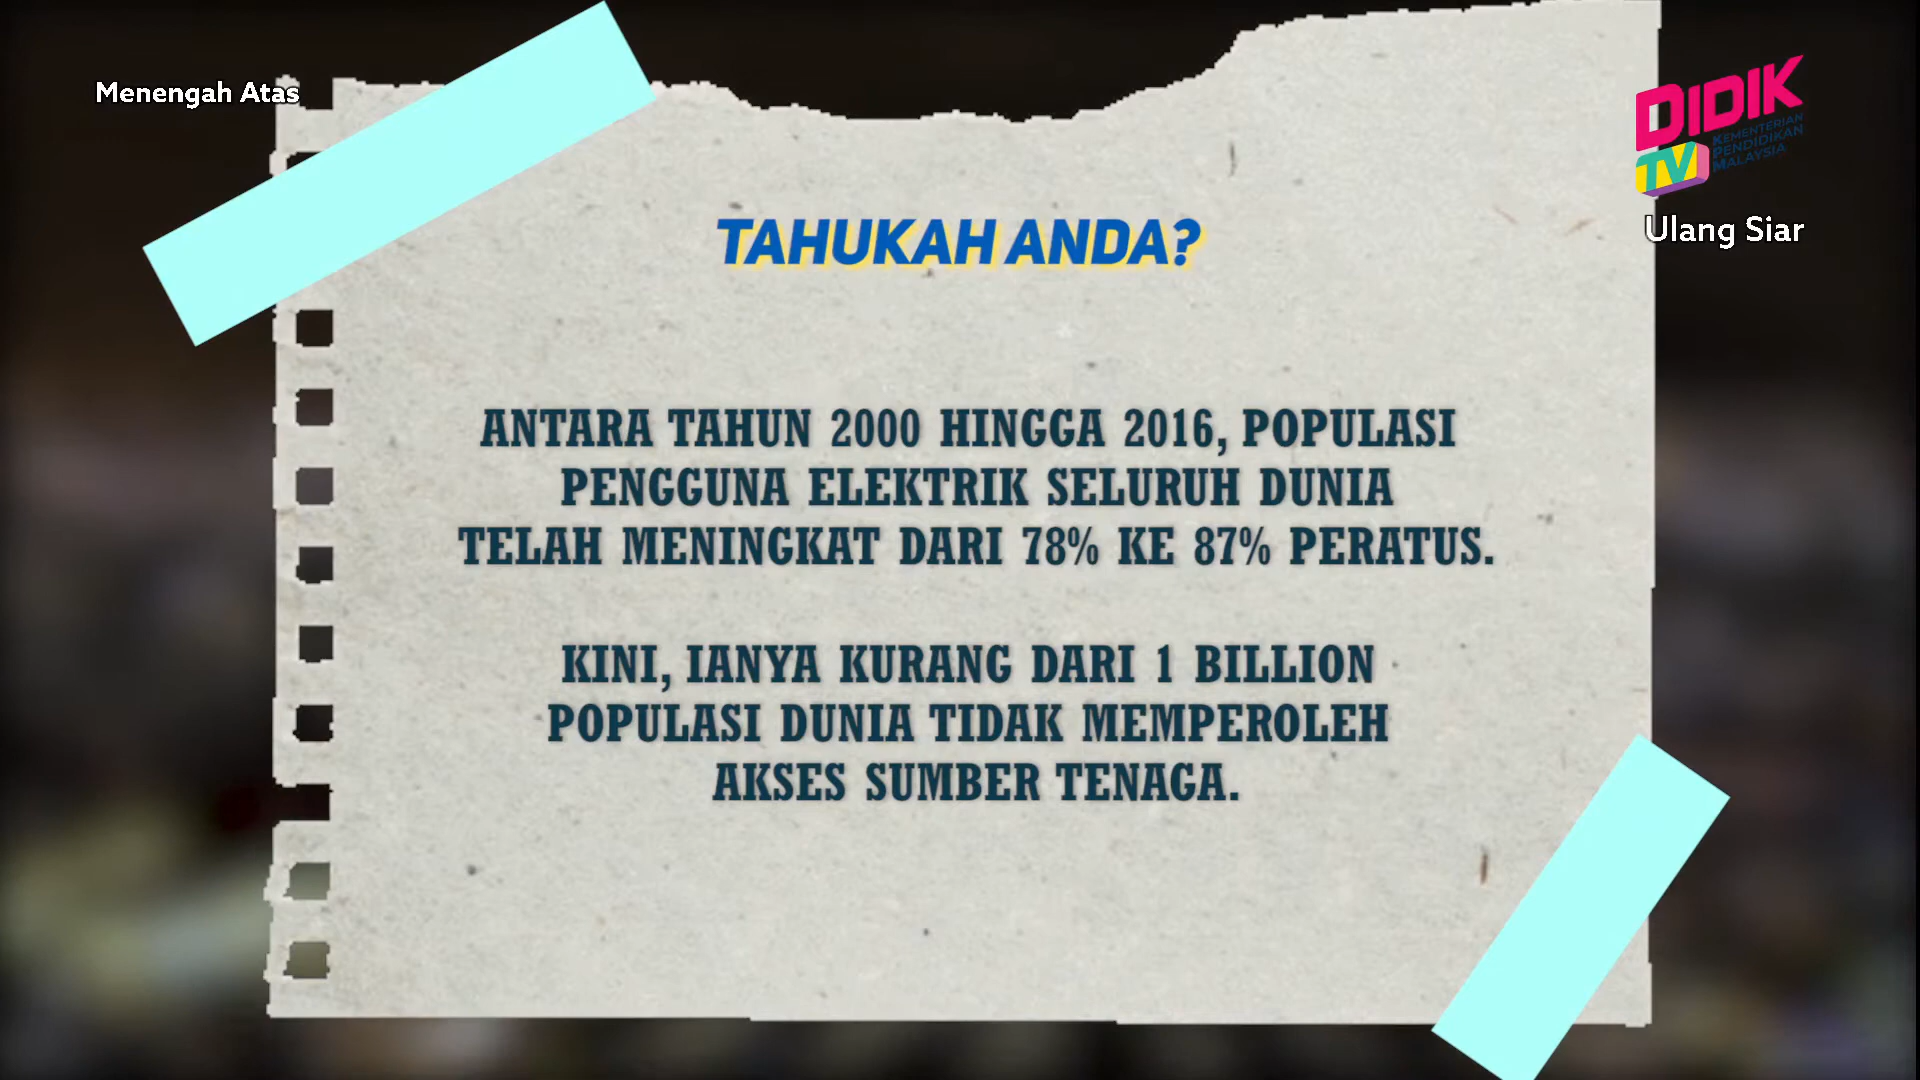 Menengah Atas
DIDIK
TV
KEMENTERIAN
PENDIDIKAN
MALAYSIA
Ulang Siar
TAHUKAH ANDA?
ANTARA TAHUN 2000 HINGGA 2016, POPULASI
PENGGUNA ELEKTRIK SELURUH DUNIA
TELAH MENINGKAT DARI 78% KE 87% PERATUS.
KINI, IANYA KURANG DARI 1 BILLION
POPULASI DUNIA TIDAK MEMPEROLEH
AKSES SUMBER TENAGA.